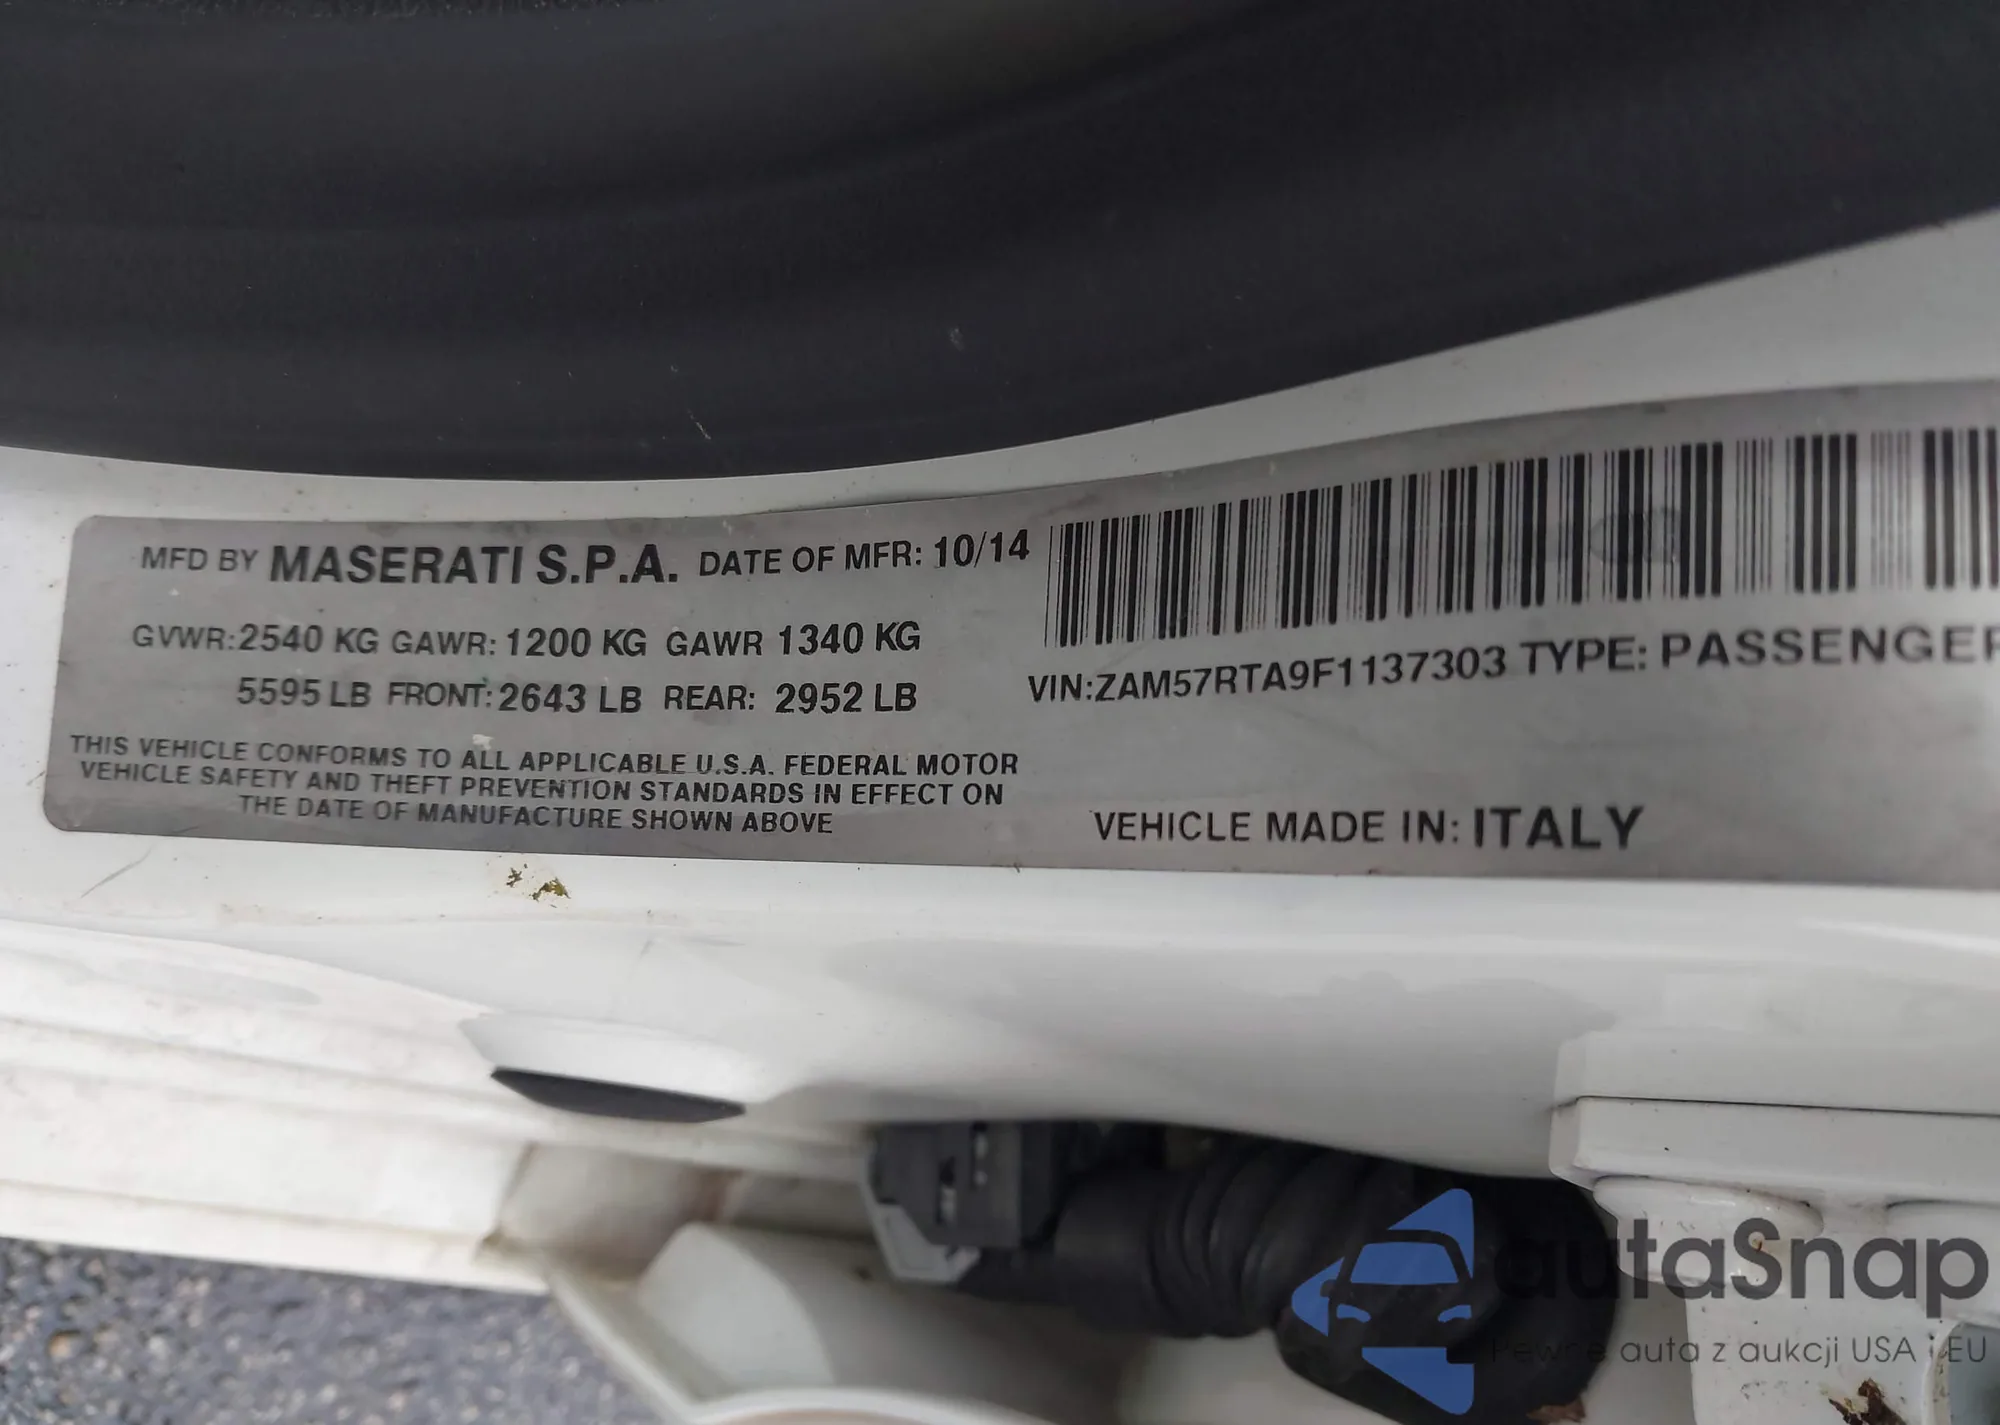 MFD BY MASERATI S.P.A. DATE OF MFR: 10/14
GVWR:2540 KG GAWR: 1200 KG GAWR 1340 KG
5595 LB FRONT: 2643 LB REAR: 2952 LB
THIS VEHICLE CONFORMS TO ALL APPLICABLE U.S.A. FEDERAL MOTOR
VEHICLE SAFETY AND THEFT PREVENTION STANDARDS IN EFFECT ON
THE DATE OF MANUFACTURE SHOWN ABOVE
VIN:ZAM57RTA9F1137303 TYPE: PASSENGER
VEHICLE MADE IN: ITALY
autaSnap
Pewne auta z aukcji USA i EU